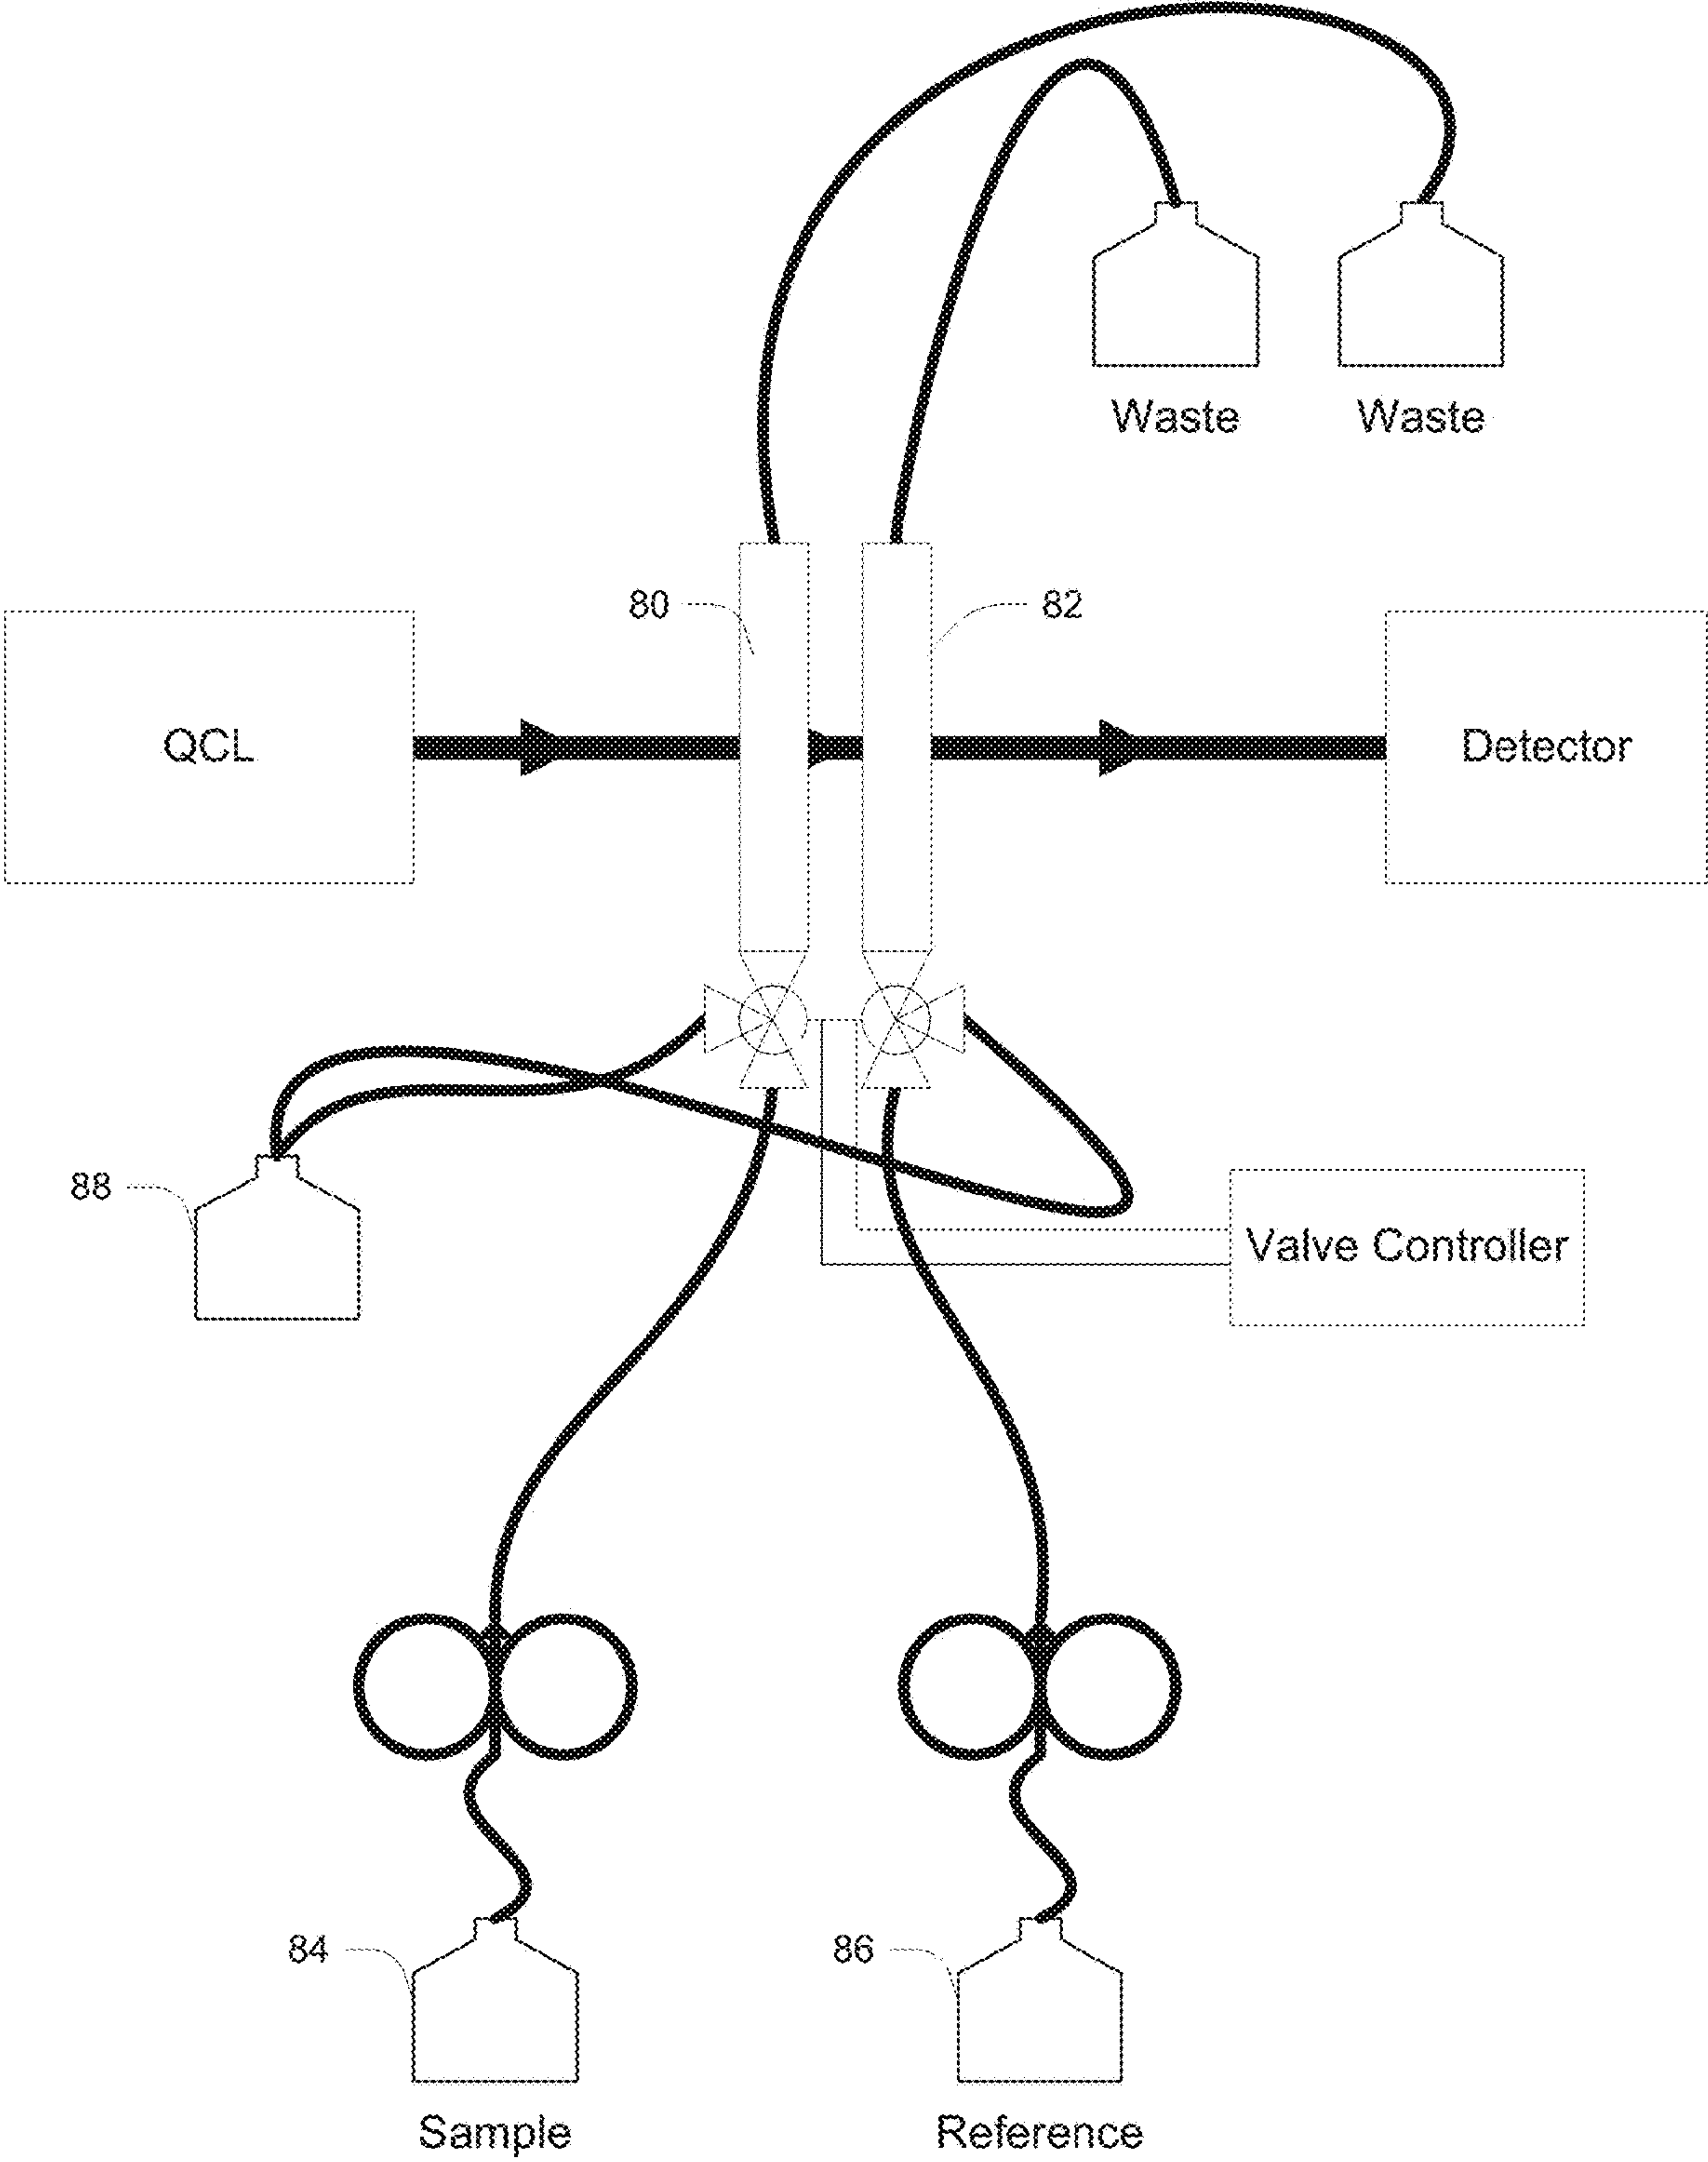 Waste
Waste
80
82
QCL
Detector
88
Valve Controller
84
86
Sample
Reference